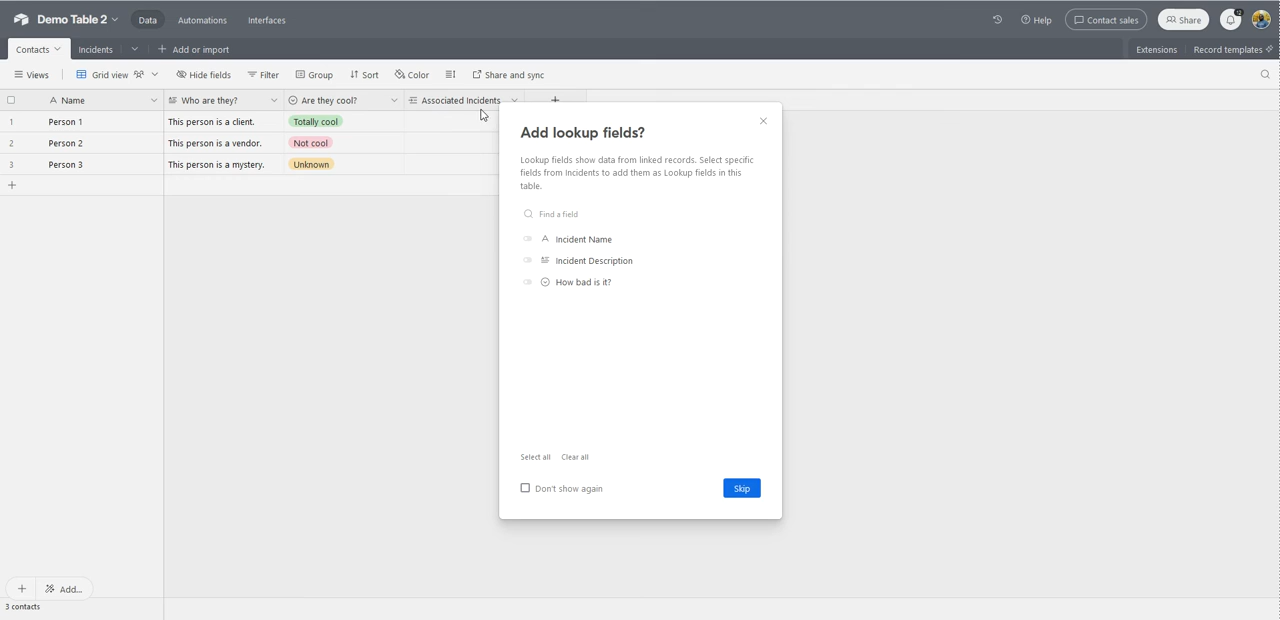 Demo Table 2
Data
Automations
Interfaces
Help
Contact sales
Share
Contacts
Incidents
Add or import
Extensions
Record templates
Views
Grid view
Hide fields
Filter
Group
Sort
Color
Share and sync
Name
Who are they?
Are they cool?
Associated Incidents
1
Person 1
This person is a client.
Totally cool
2
Person 2
This person is a vendor.
Not cool
3
Person 3
This person is a mystery.
Unknown
Add lookup fields?
Lookup fields show data from linked records. Select specific
fields from Incidents to add them as Lookup fields in this
table.
Find a field
Incident Name
Incident Description
How bad is it?
Select all
Clear all
Don't show again
Skip
Add...
3 contacts